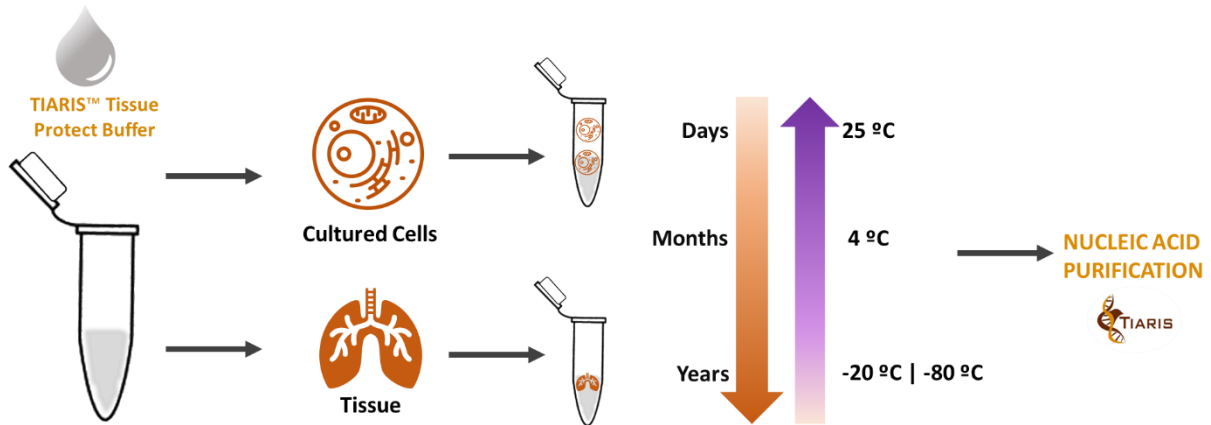 TIARIS™ Tissue
Protect Buffer
Cultured Cells
Tissue
Days
Months
Years
25 ºC
4 ºC
-20 ºC | -80 ºC
NUCLEIC ACID
PURIFICATION
TIARIS